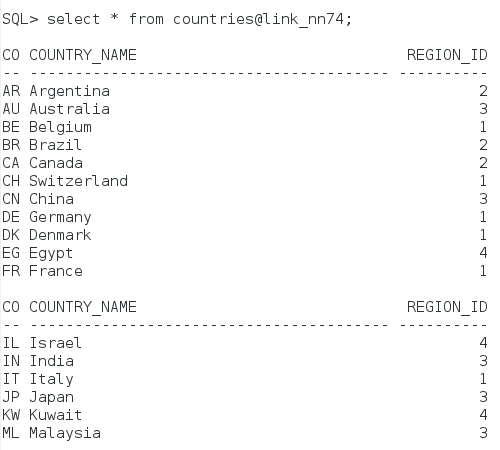 SQL> select * from countries@link_nn74;
CO COUNTRY_NAME                              REGION_ID
-- ---------------------------------------- ----------
AR Argentina                                         2
AU Australia                                         3
BE Belgium                                           1
BR Brazil                                            2
CA Canada                                            2
CH Switzerland                                       1
CN China                                             3
DE Germany                                           1
DK Denmark                                           1
EG Egypt                                             4
FR France                                            1
CO COUNTRY_NAME                              REGION_ID
-- ---------------------------------------- ----------
IL Israel                                            4
IN India                                             3
IT Italy                                             1
JP Japan                                             3
KW Kuwait                                            4
ML Malaysia                                          3